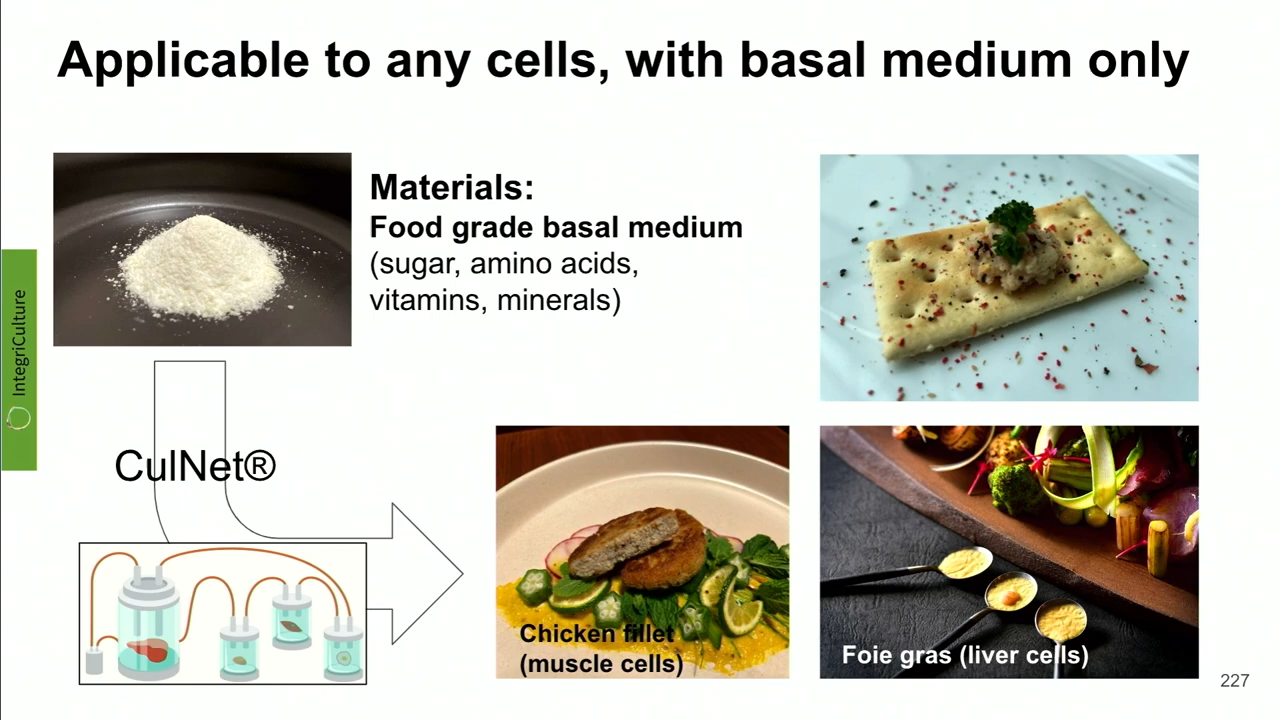 Applicable to any cells, with basal medium only
Materials:
Food grade basal medium
(sugar, amino acids,
vitamins, minerals)
IntegriCulture
CulNet®
Chicken fillet
(muscle cells)
Foie gras (liver cells)
227